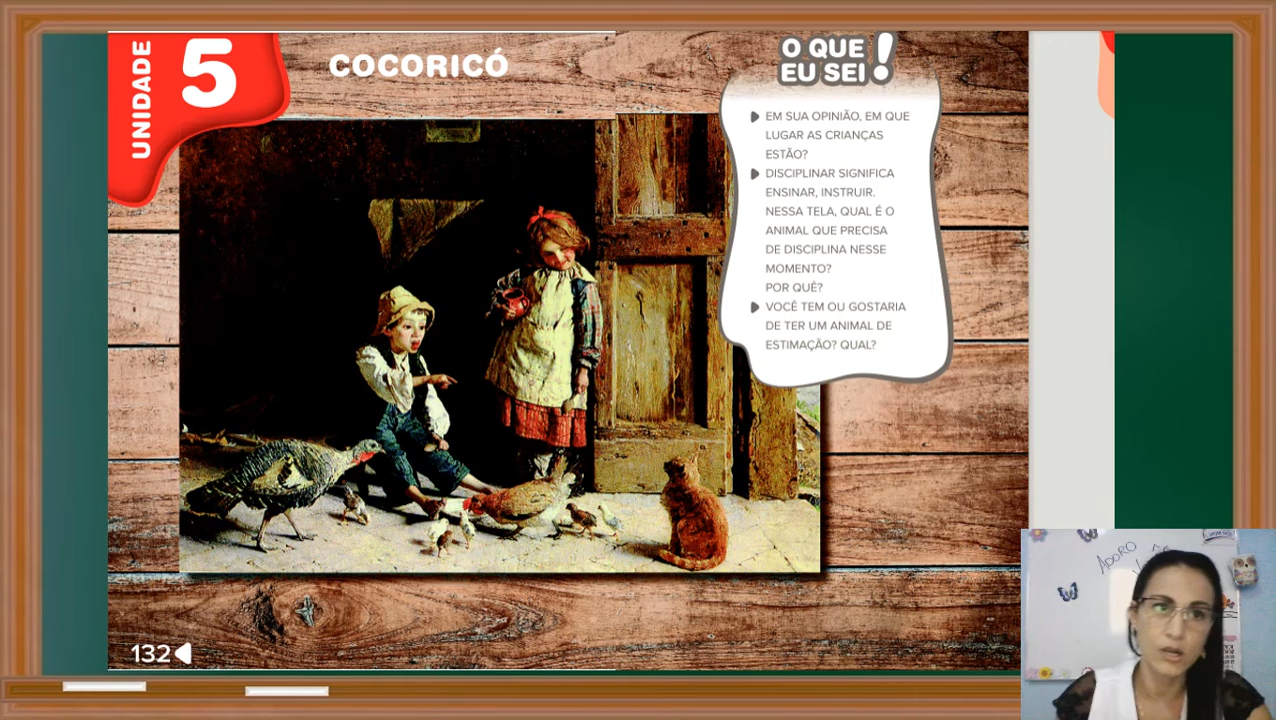 UNIDADE
5
COCORICÓ
O QUE
EU SEI!
EM SUA OPINIÃO, EM QUE
LUGAR AS CRIANÇAS
ESTÃO?
DISCIPLINAR SIGNIFICA
ENSINAR, INSTRUIR.
NESSA TELA, QUAL É O
ANIMAL QUE PRECISA
DE DISCIPLINA NESSE
MOMENTO?
POR QUÊ?
VOCÊ TEM OU GOSTARIA
DE TER UM ANIMAL DE
ESTIMAÇÃO? QUAL?
132
ADORO